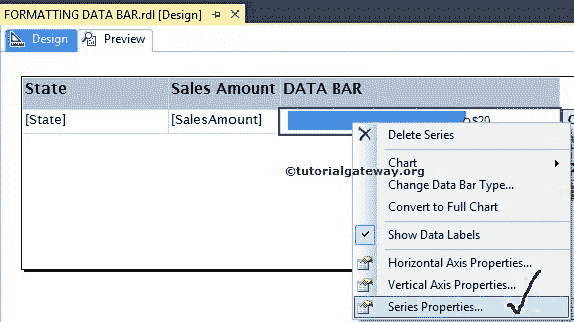 FORMATTING DATA BAR.rdl [Design]
Design Preview
State Sales Amount DATA BAR
[State] [SalesAmount] $20
Delete Series
Chart
©tutorialgateway.org
Change Data Bar Type...
Convert to Full Chart
Show Data Labels
Horizontal Axis Properties...
Vertical Axis Properties...
Series Properties...